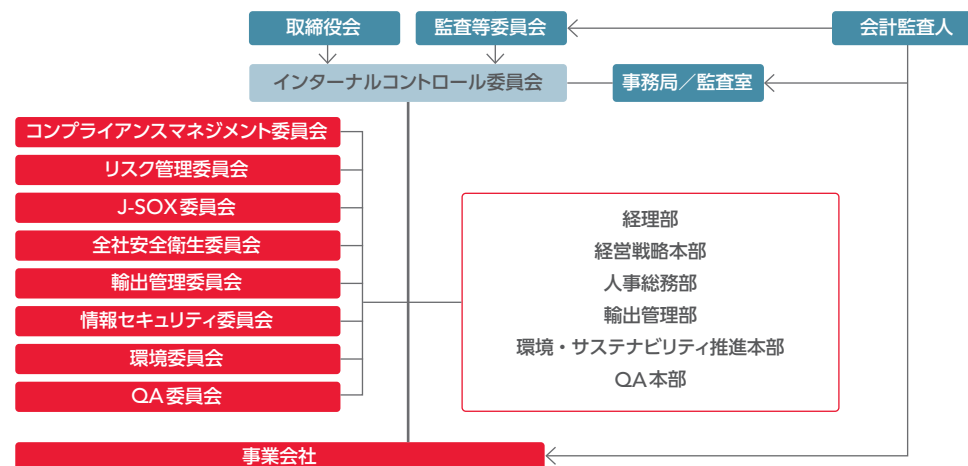 取締役会
監査等委員会
会計監査人
インターナルコントロール委員会
事務局／監査室
コンプライアンスマネジメント委員会
リスク管理委員会
J-SOX委員会
全社安全衛生委員会
輸出管理委員会
情報セキュリティ委員会
環境委員会
QA委員会
経理部
経営戦略本部
人事総務部
輸出管理部
環境・サステナビリティ推進本部
QA本部
事業会社